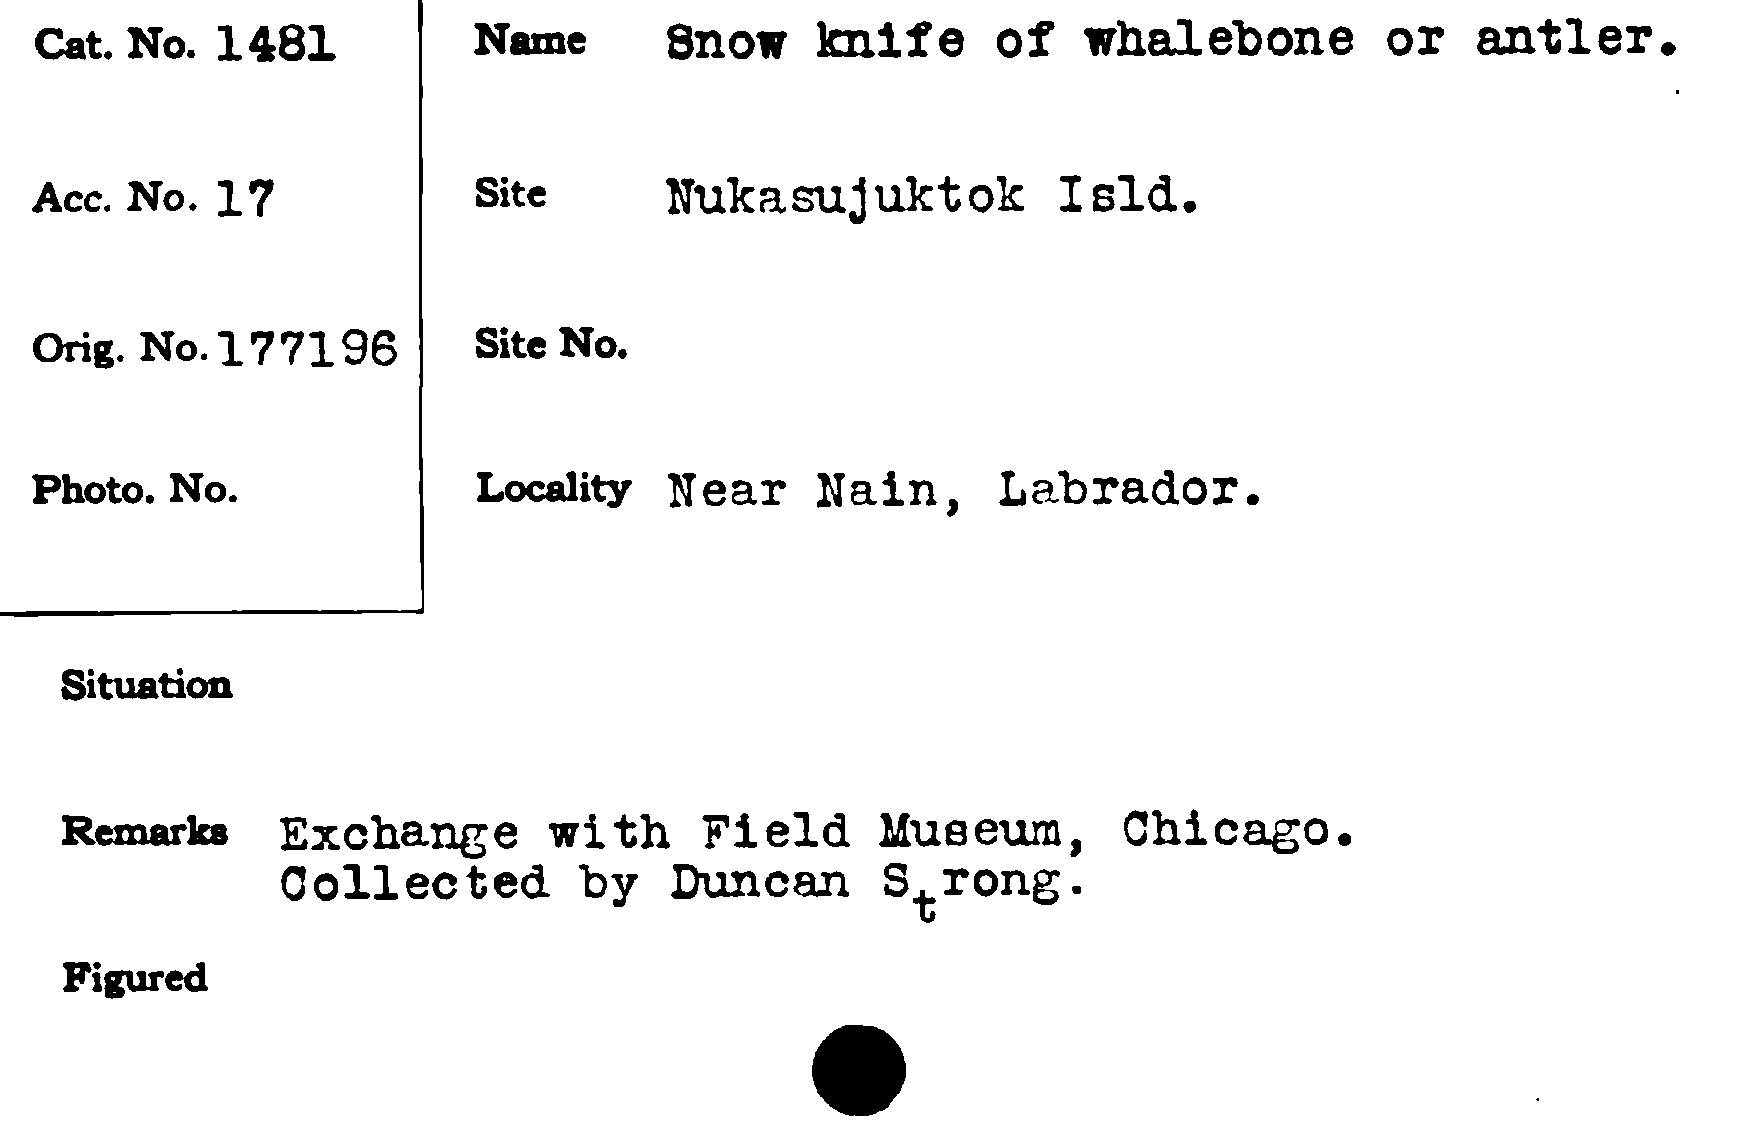 Cat. No. 1481
Name Snow knife of whalebone or antler.
Acc. No. 17
Site Nukasujuktok Isld.
Orig. No. 177196
Site No.
Photo. No.
Locality Near Nain, Labrador.
Situation
Remarks Exchange with Field Museum, Chicago.
Collected by Duncan Strong.
Figured